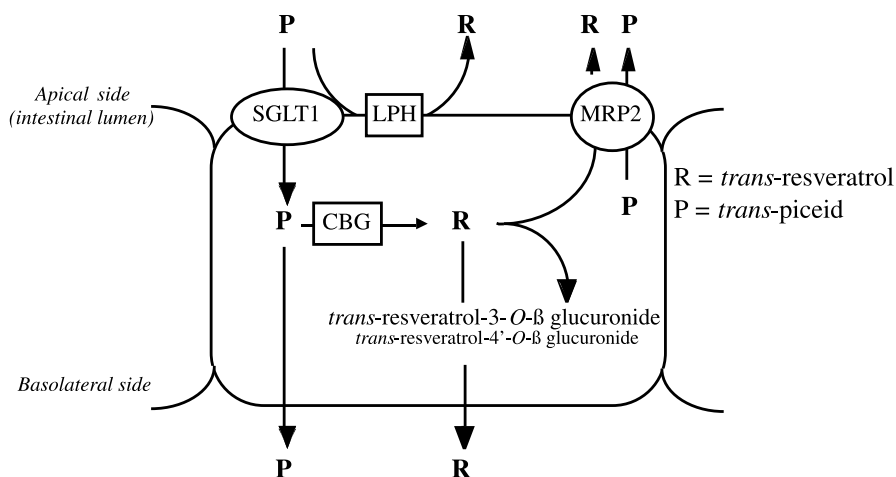 P
R
R P
Apical side
(intestinal lumen)
SGLT1
LPH
MRP2
R = trans-resveratrol
P = trans-piceid
P
P
CBG
R
trans-resveratrol-3-O-ß glucuronide
trans-resveratrol-4’-O-ß glucuronide
Basolateral side
P
R